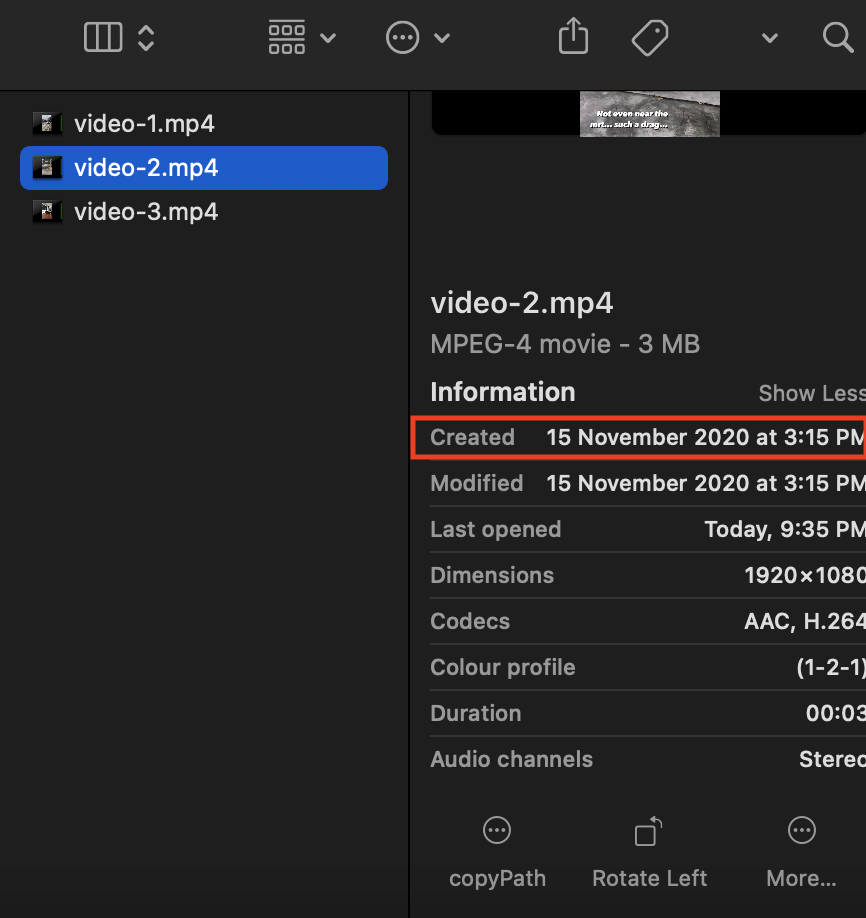 Not even near the
mrt... such a drag...
video-1.mp4
video-2.mp4
video-3.mp4
video-2.mp4
MPEG-4 movie - 3 MB
Information Show Less
Created 15 November 2020 at 3:15 PM
Modified 15 November 2020 at 3:15 PM
Last opened Today, 9:35 PM
Dimensions 1920×1080
Codecs AAC, H.264
Colour profile (1-2-1)
Duration 00:03
Audio channels Stereo
copyPath Rotate Left More...